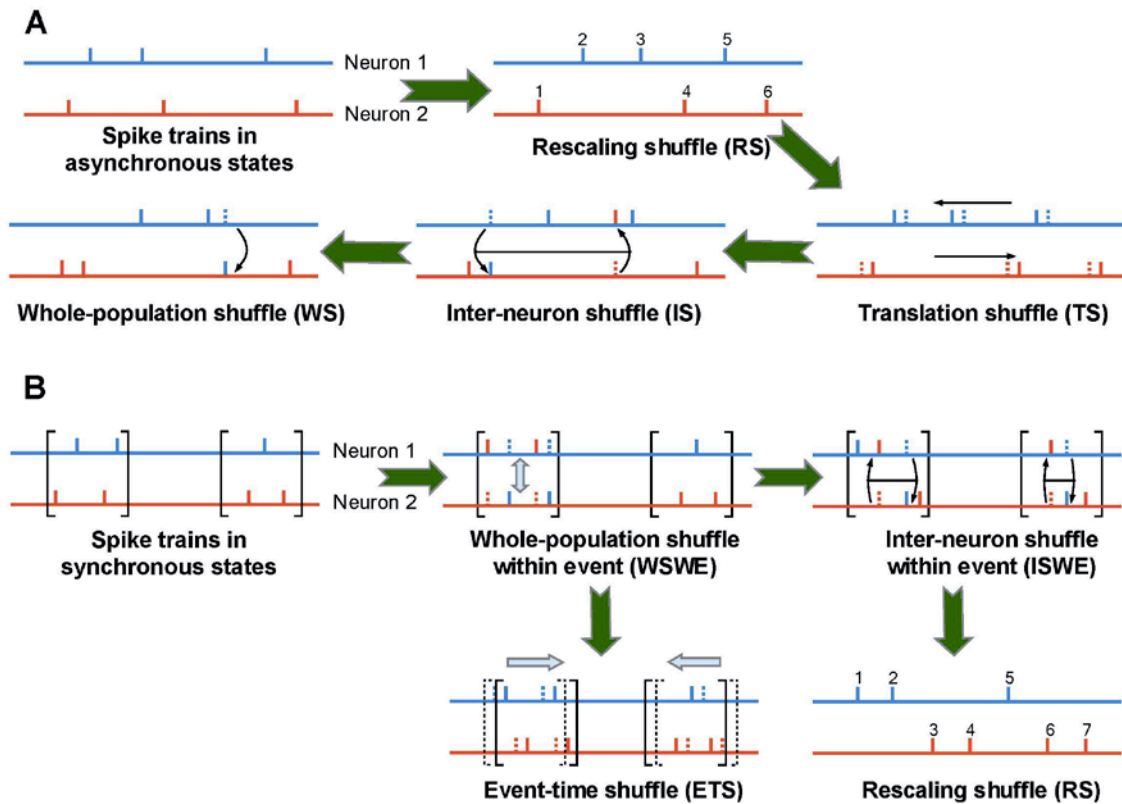 A
Neuron 1
Neuron 2
Spike trains in
asynchronous states
2 3 5
1 4 6
Rescaling shuffle (RS)
Whole-population shuffle (WS)
Inter-neuron shuffle (IS)
Translation shuffle (TS)
B
Neuron 1
Neuron 2
Spike trains in
synchronous states
Whole-population shuffle
within event (WSWE)
Inter-neuron shuffle
within event (ISWE)
Event-time shuffle (ETS)
1 2 5
3 4 6 7
Rescaling shuffle (RS)